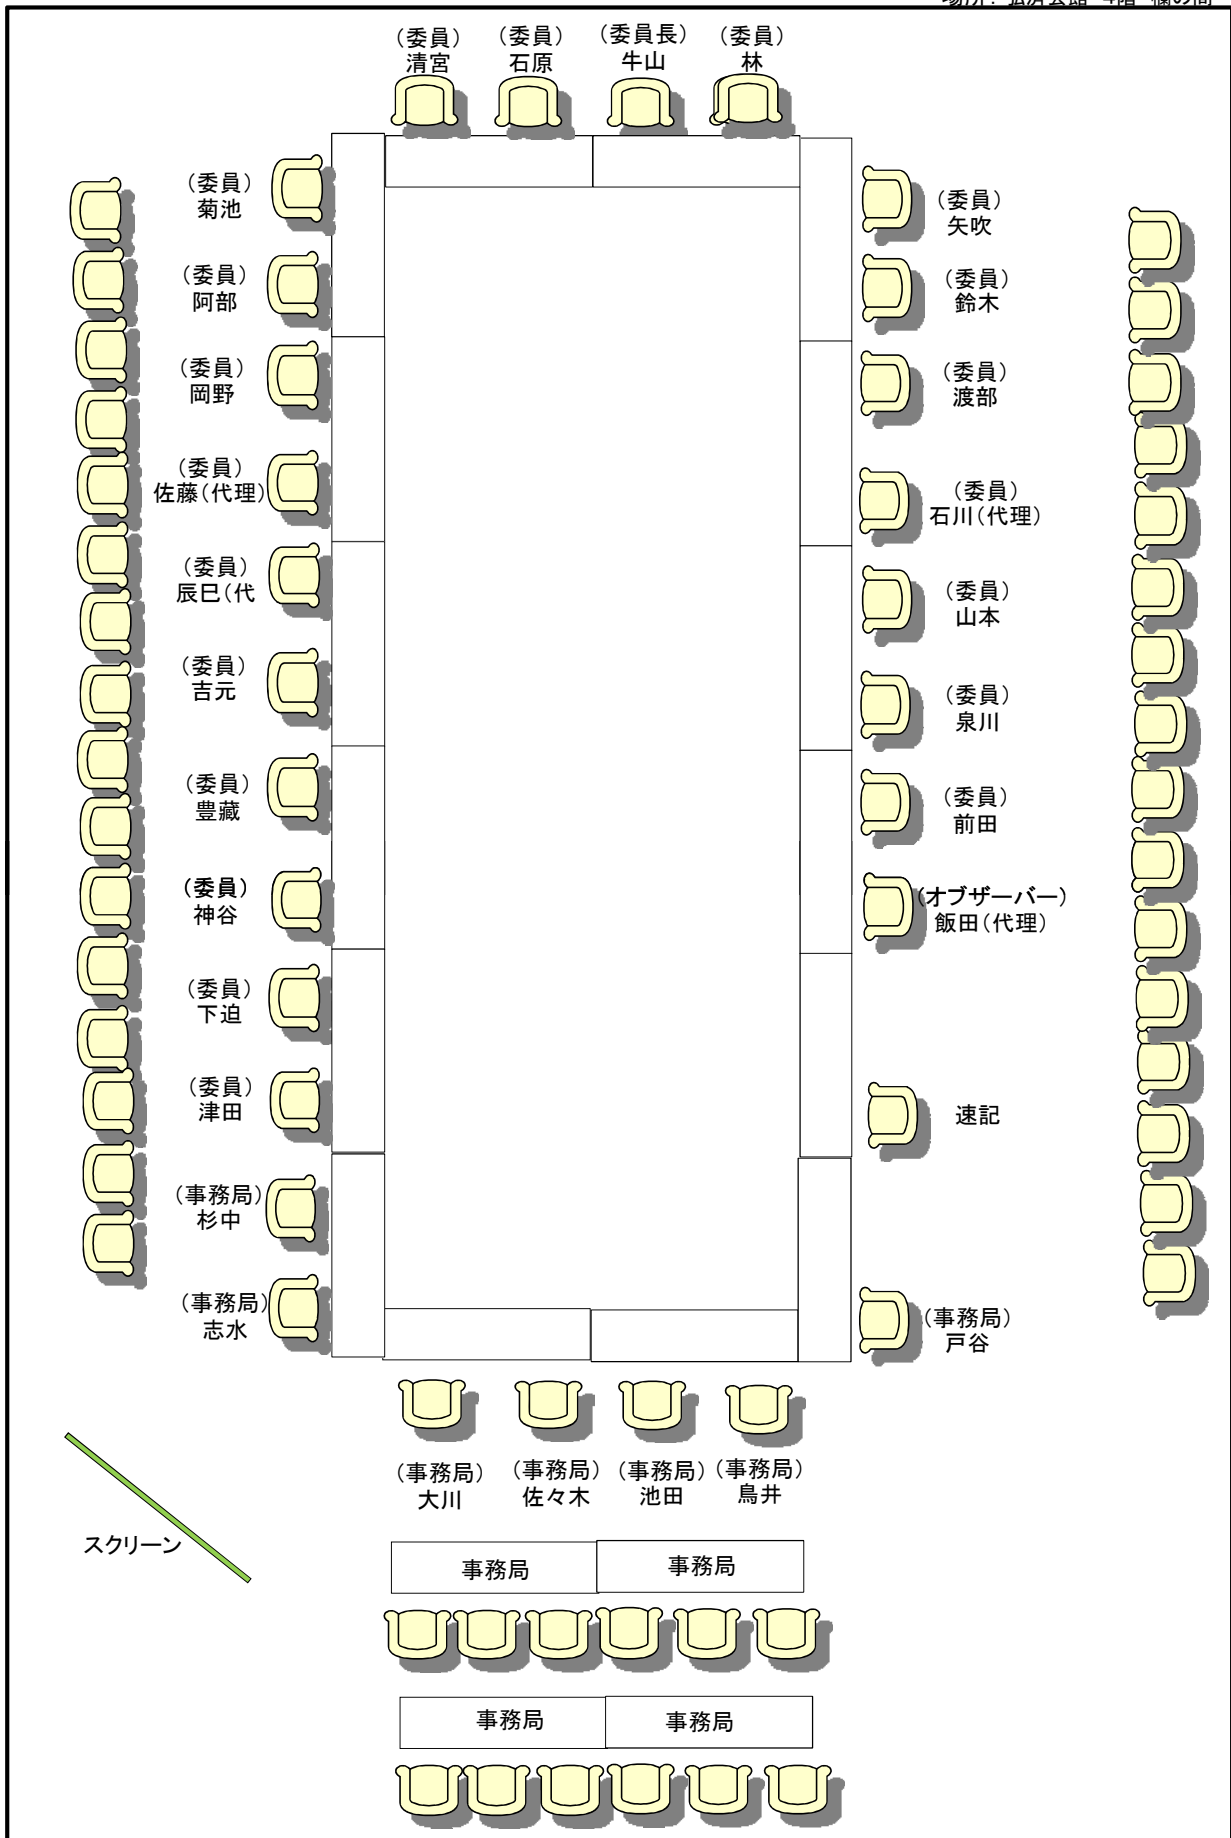 （委員）
清宮
（委員）
石原
（委員長）
牛山
（委員）
林
（委員）
菊池
（委員）
阿部
（委員）
岡野
（委員）
佐藤（代理）
（委員）
辰巳（代
（委員）
吉元
（委員）
豊藏
（委員）
神谷
（委員）
下迫
（委員）
津田
（事務局）
杉中
（事務局）
志水
（委員）
矢吹
（委員）
鈴木
（委員）
渡部
（委員）
石川（代理）
（委員）
山本
（委員）
泉川
（委員）
前田
（オブザーバー）
飯田（代理）
速記
（事務局）
戸谷
（事務局）
大川
（事務局）
佐々木
（事務局）
池田
（事務局）
鳥井
スクリーン
事務局
事務局
事務局
事務局